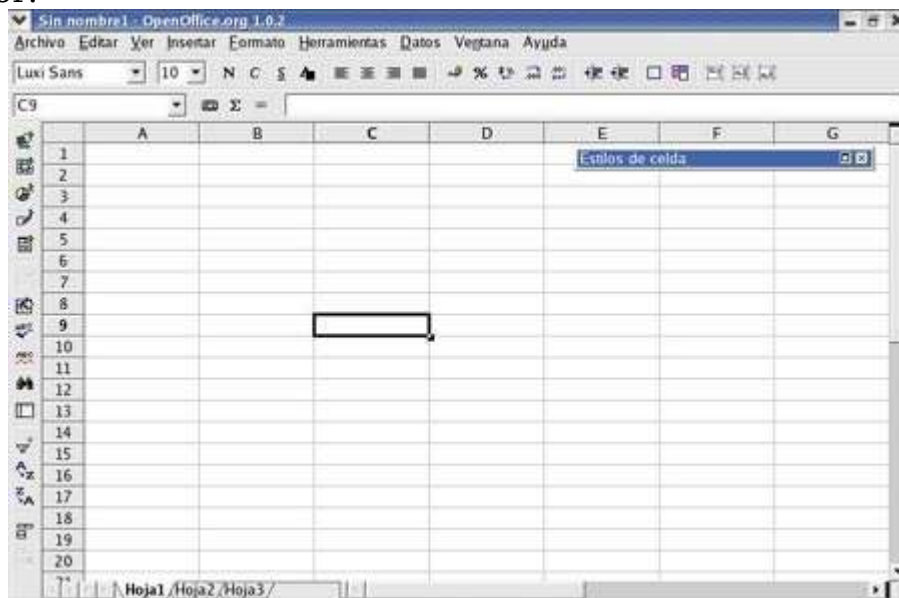 or.
Sin nombre1 - OpenOffice.org 1.0.2
Archivo Editar Ver Insertar Formato Herramientas Datos Ventana Ayuda
Luxi Sans 10 N C S
C9 Σ =
A B C D E F G
Estilos de celda
1
2
3
4
5
6
7
8
9
10
11
12
13
14
15
16
17
18
19
20
21
Hoja1 /Hoja2 /Hoja3 /